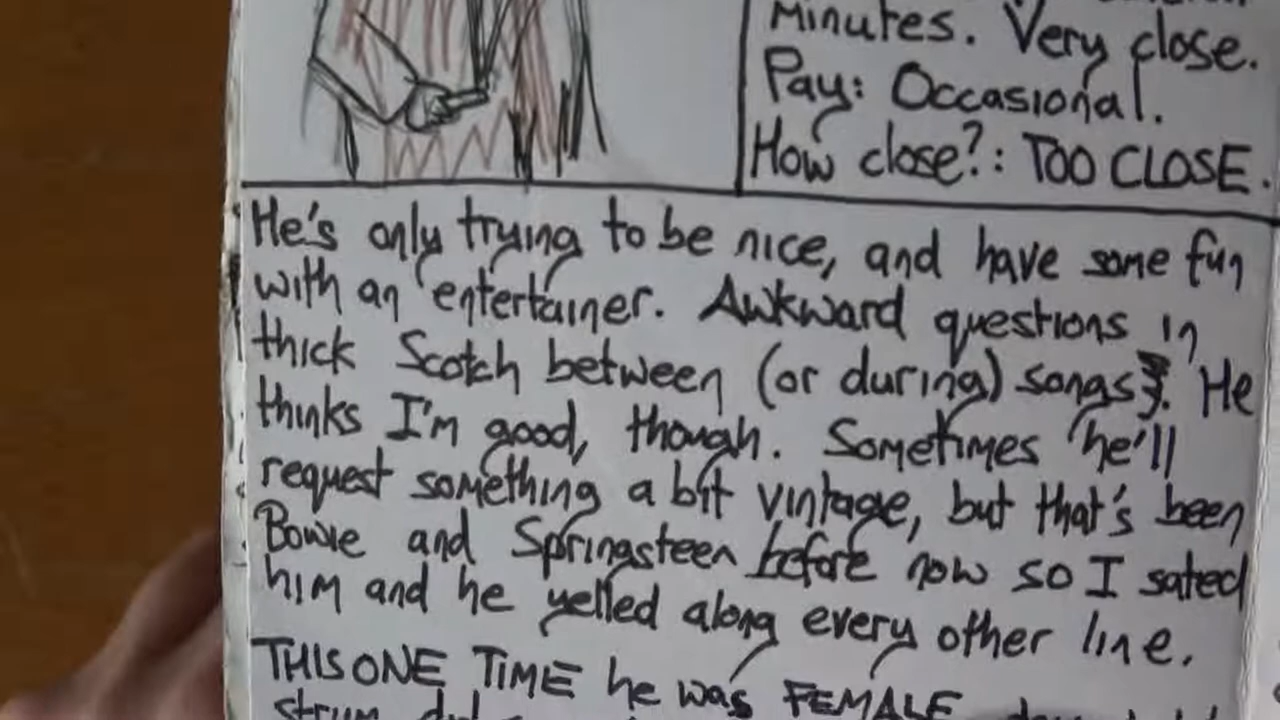 Minutes. Very close.
Pay: Occasional.
How close?: TOO CLOSE.
He's only trying to be nice, and have some fun
with an entertainer. Awkward questions in
thick Scotch between (or during) songs. He
thinks I'm good, though. Sometimes he'll
request something a bit vintage, but that's been
Bowie and Springsteen before now so I sated
him and he yelled along every other line.
THIS ONE TIME he was FEMALE
strum